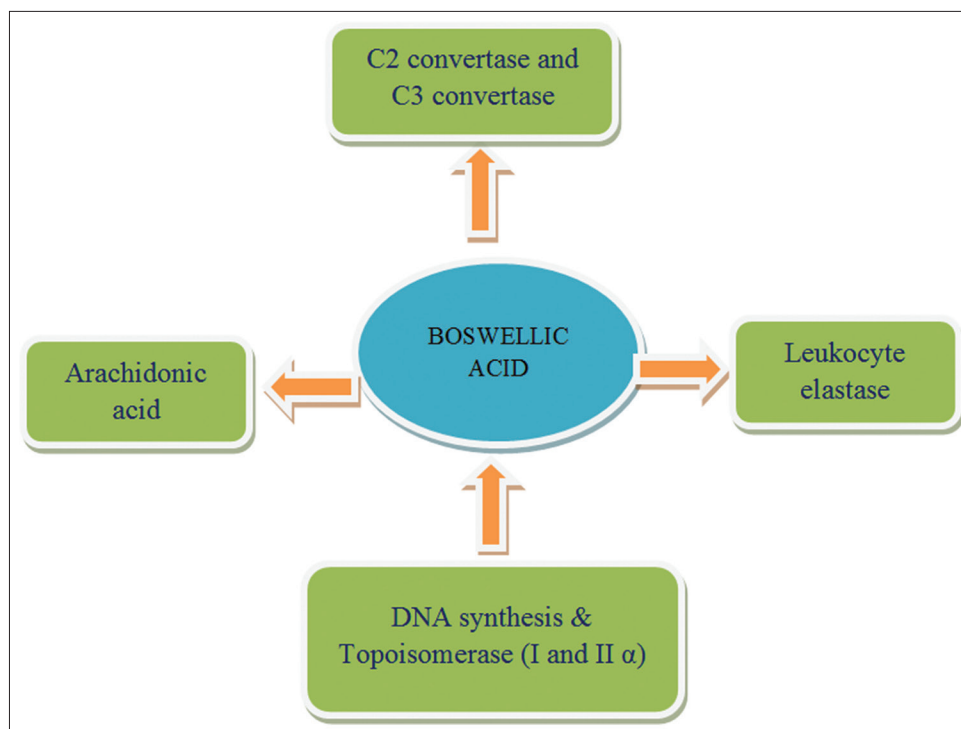 C2 convertase and
C3 convertase
BOSWELLIC
ACID
Arachidonic
acid
Leukocyte
elastase
DNA synthesis &
Topoisomerase (I and II α)